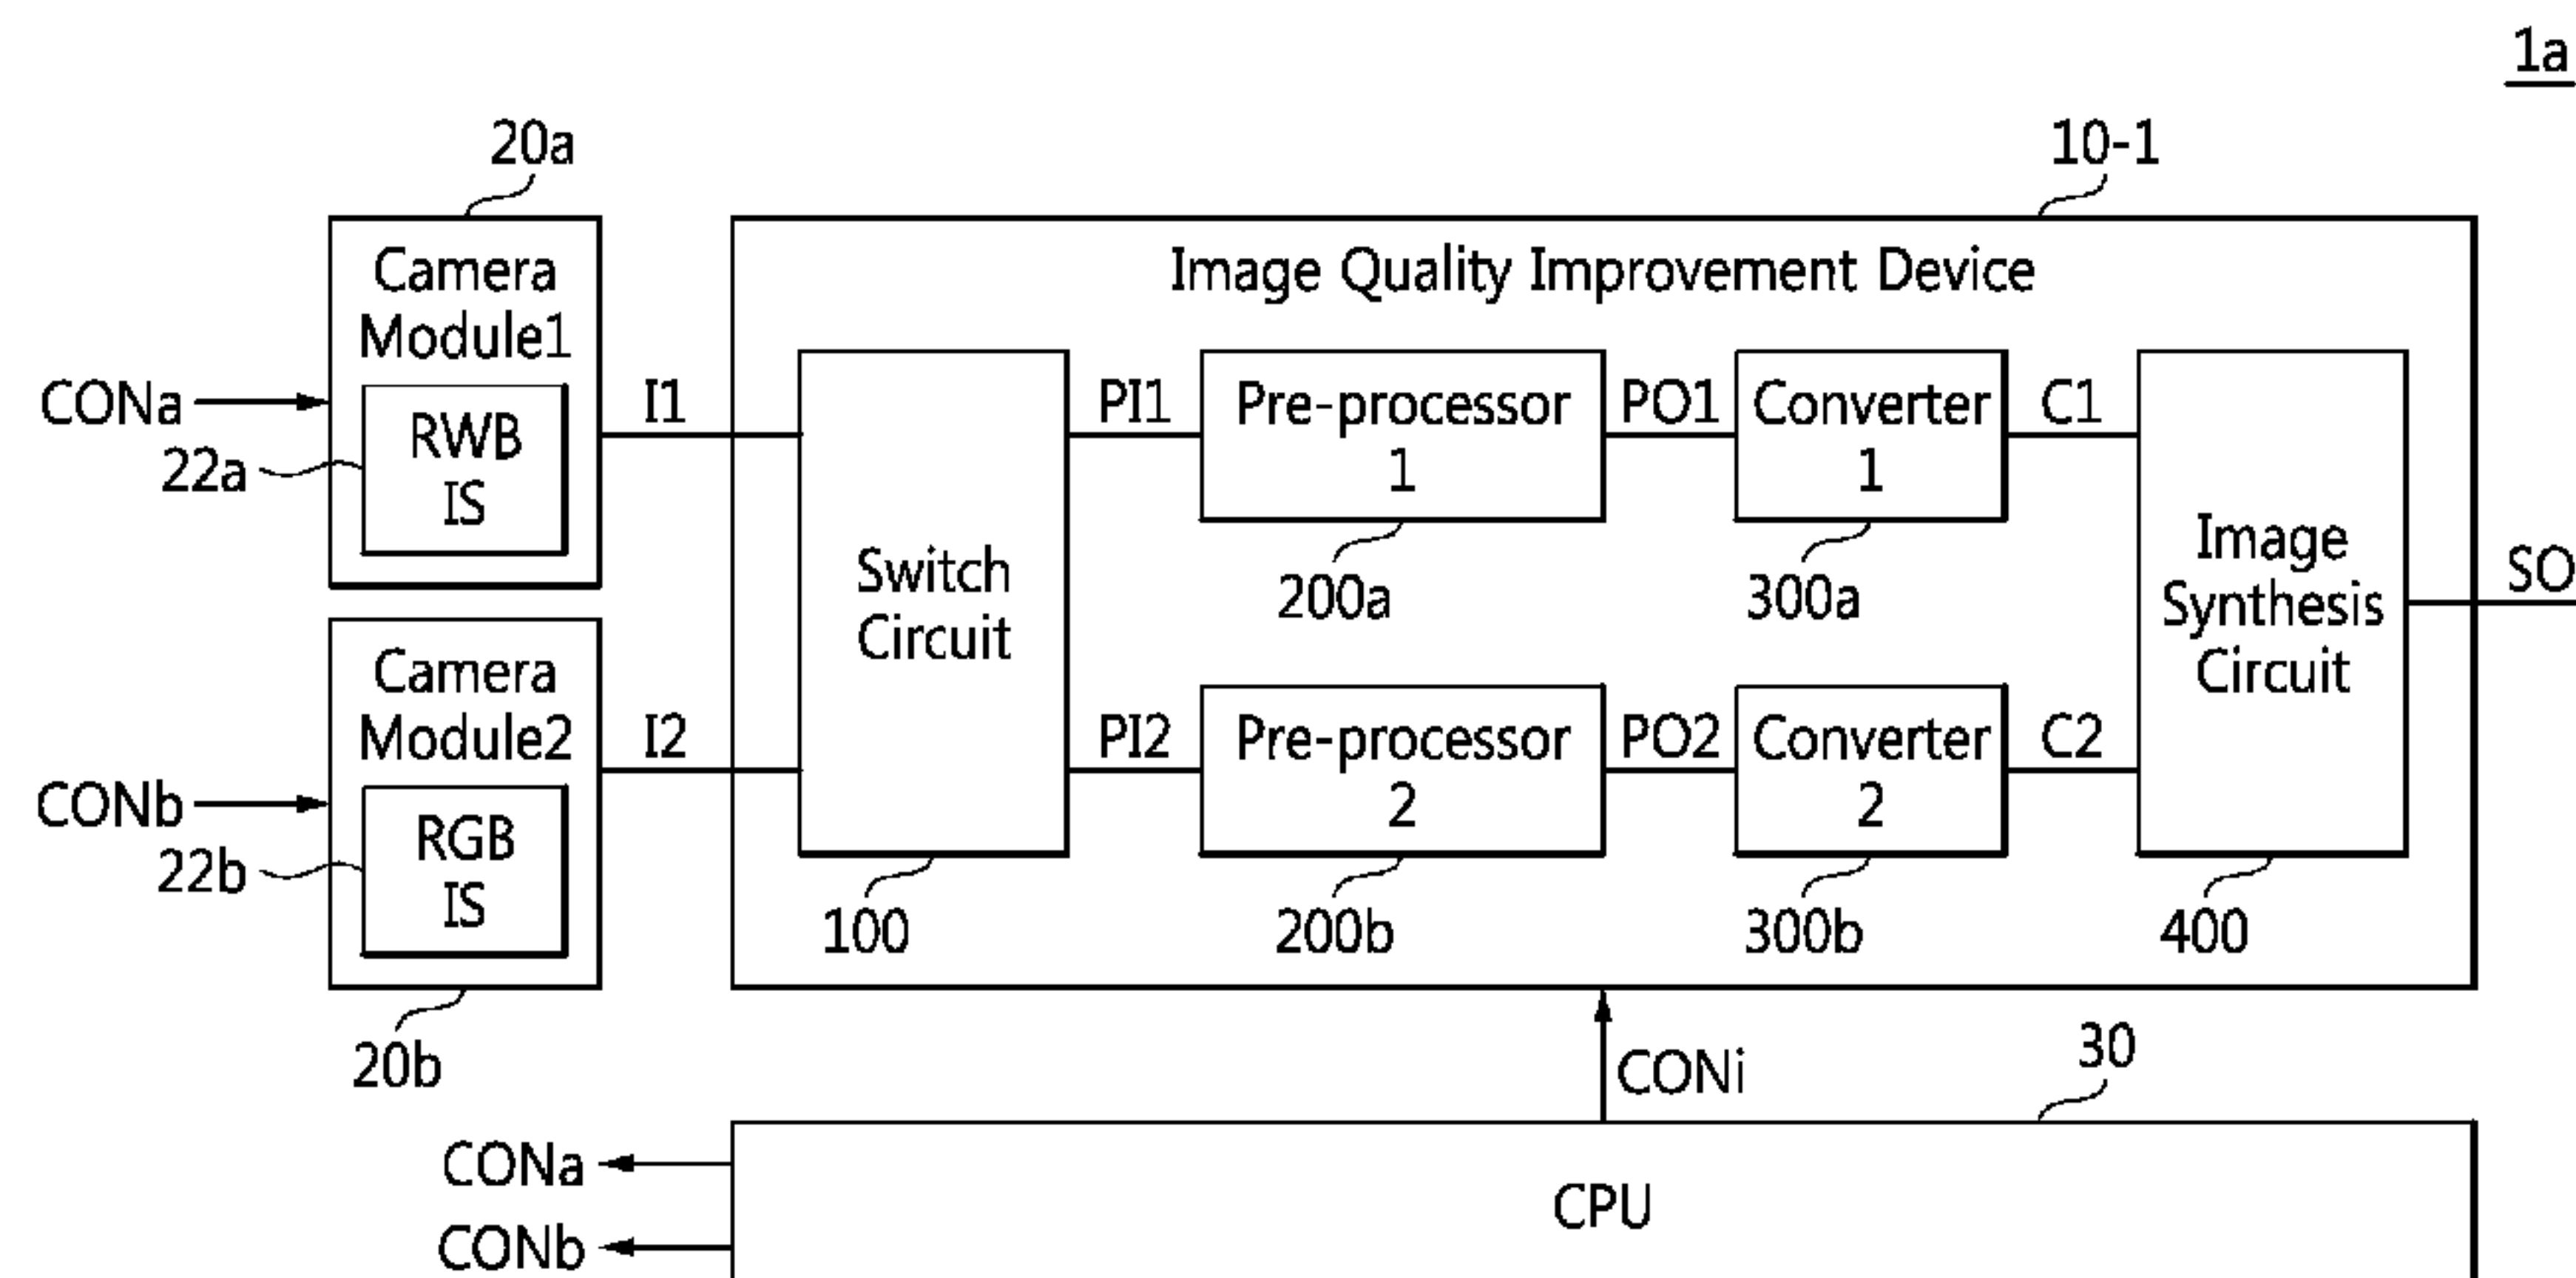 1a
20a
10-1
Camera
Module1
Image Quality Improvement Device
CONa
RWB
IS
22a
I1
Switch
Circuit
PI1
Pre-processor
1
PO1
Converter
1
C1
200a
300a
Image
Synthesis
Circuit
SO
Camera
Module2
CONb
RGB
IS
22b
I2
PI2
Pre-processor
2
PO2
Converter
2
C2
100
200b
300b
400
20b
CONi
30
CONa
CONb
CPU